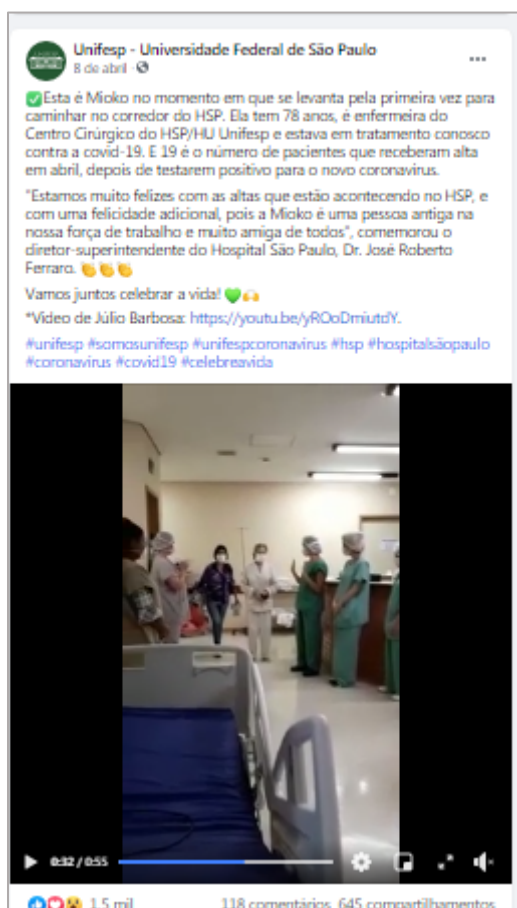 Unifesp - Universidade Federal de São Paulo
8 de abril ·
✅Esta é Mioko no momento em que se levanta pela primeira vez para
caminhar no corredor do HSP. Ela tem 78 anos, é enfermeira do
Centro Cirúrgico do HSP/HU Unifesp e estava em tratamento conosco
contra a covid-19. E 19 é o número de pacientes que receberam alta
em abril, depois de testarem positivo para o novo coronavírus.
"Estamos muito felizes com as altas que estão acontecendo no HSP, e
com uma felicidade adicional, pois a Mioko é uma pessoa antiga na
nossa força de trabalho e muito amiga de todos", comemorou o
diretor-superintendente do Hospital São Paulo, Dr. José Roberto
Ferraro. 👏👏👏
Vamos juntos celebrar a vida! 💚🙌
*Vídeo de Júlio Barbosa: https://youtu.be/yROoDmiutdY.
#unifesp #somosunifesp #unifespcoronavirus #hsp #hospitalsãopaulo
#coronavirus #covid19 #celebreavida
0:32 / 0:55
1,5 mil
118 comentários 645 compartilhamentos